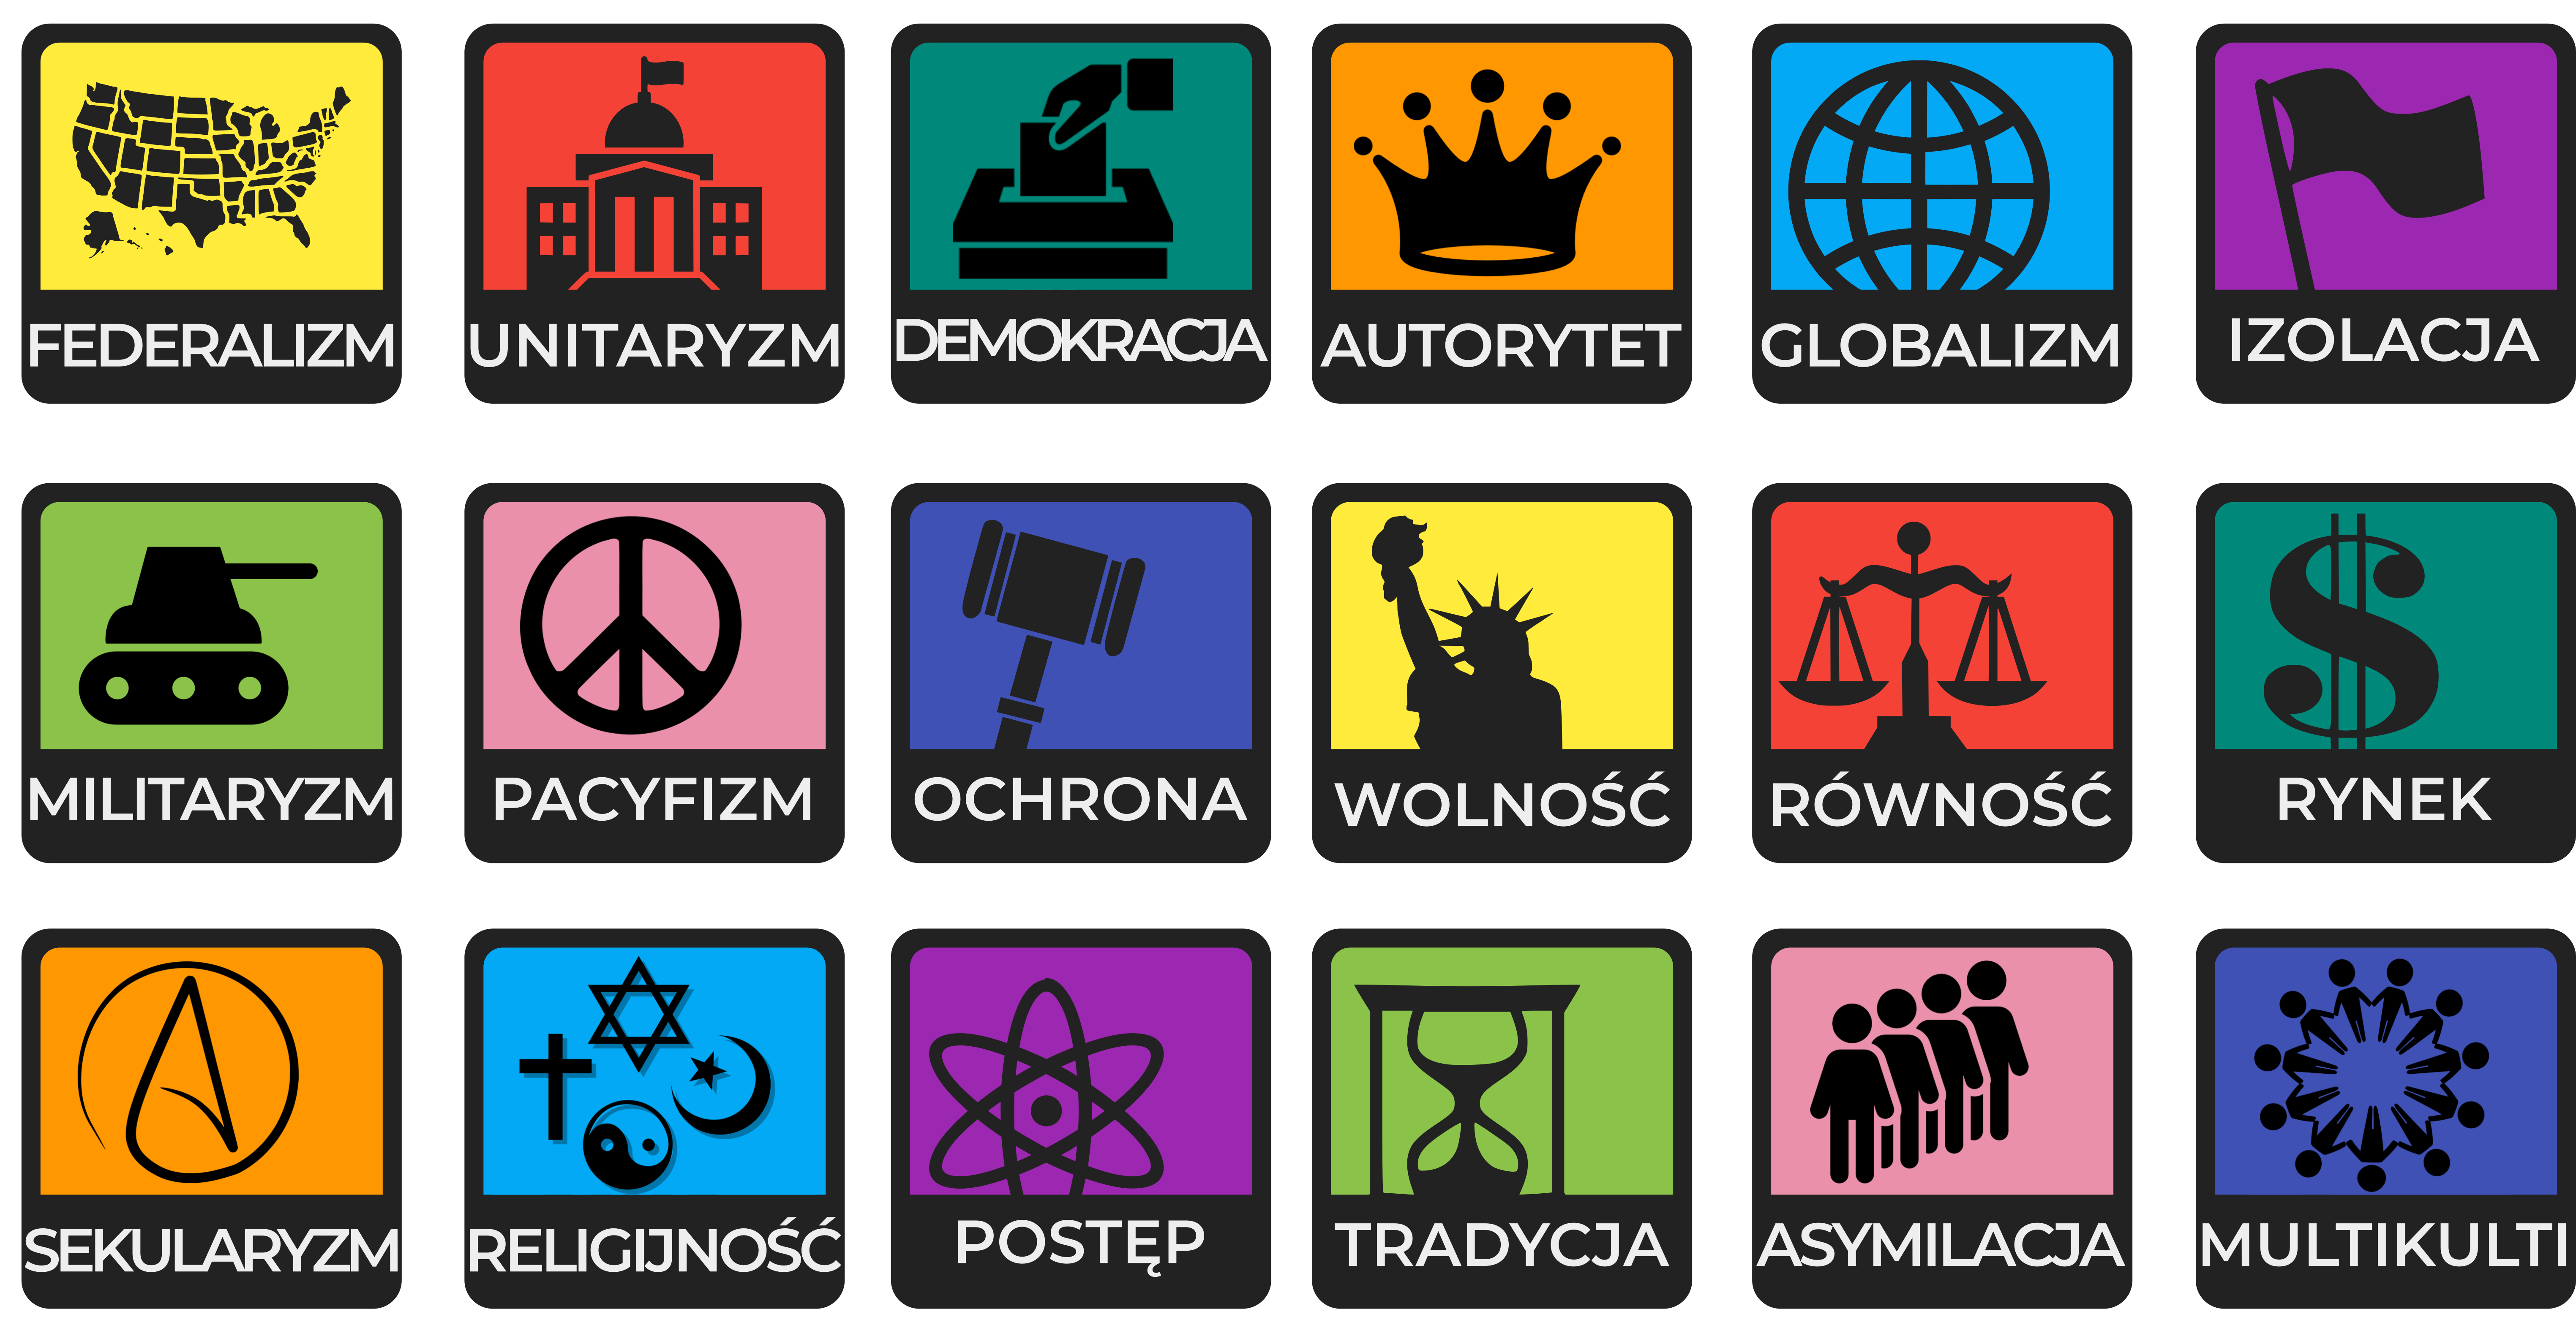 FEDERALIZM
UNITARYZM
DEMOKRACJA
AUTORYTET
GLOBALIZM
IZOLACJA
MILITARYZM
PACYFIZM
OCHRONA
WOLNOŚĆ
RÓWNOŚĆ
RYNEK
SEKULARYZM
RELIGIJNOŚĆ
POSTĘP
TRADYCJA
ASYMILACJA
MULTIKULTI